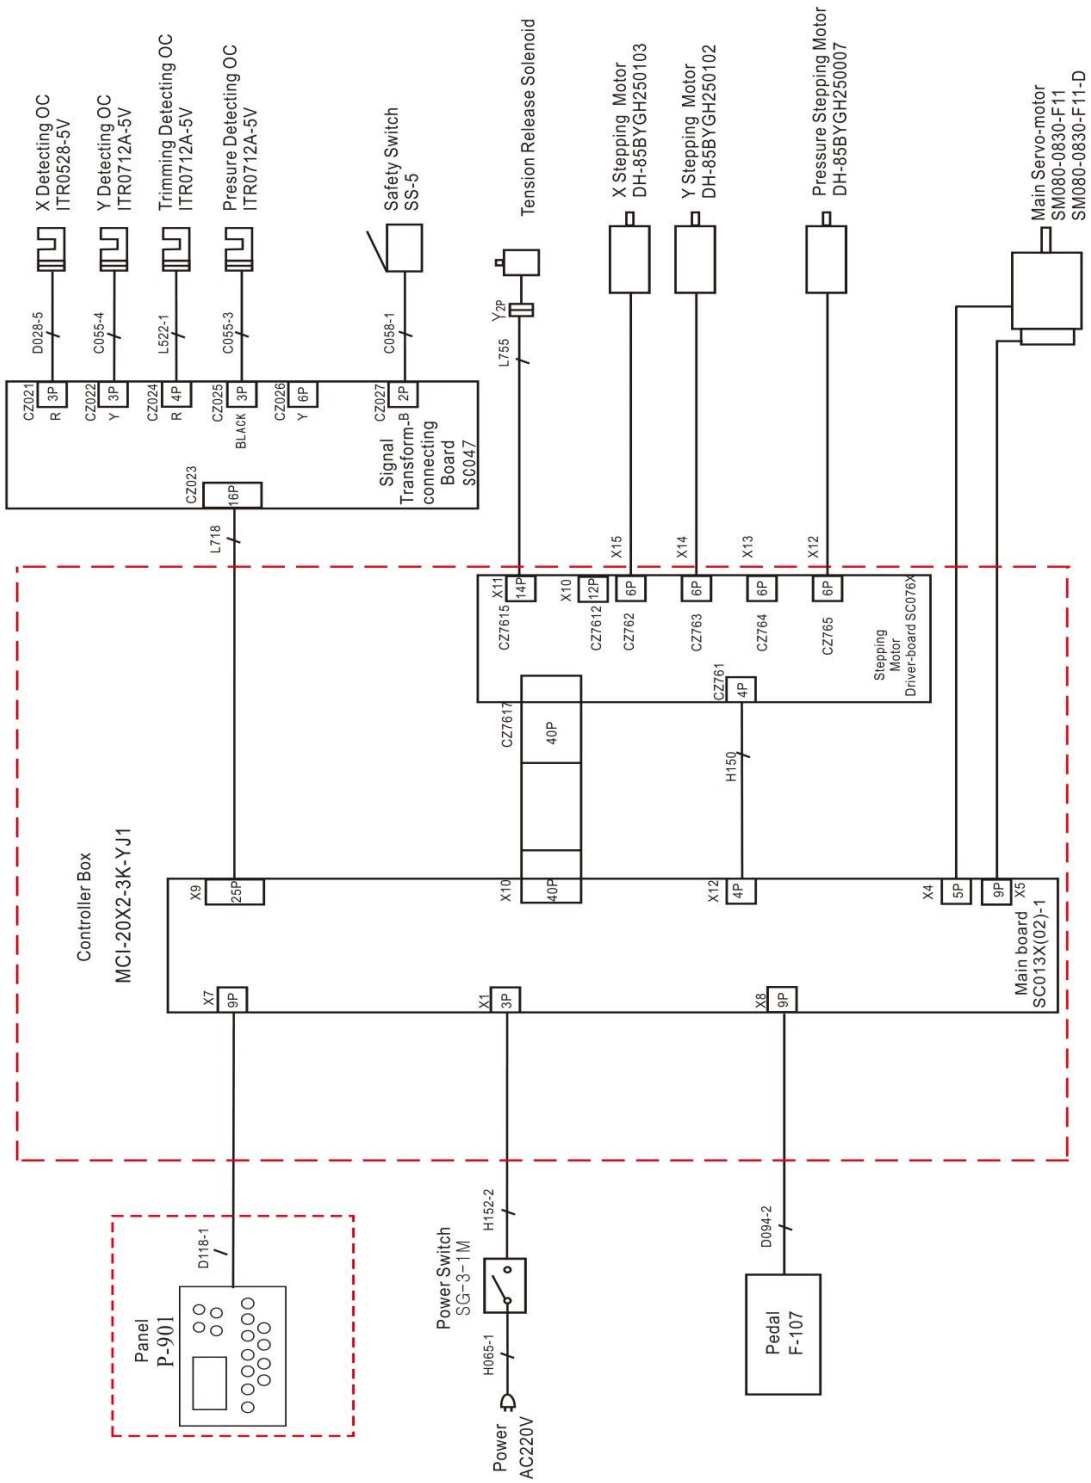 X Detecting OC
ITR0528-5V
Y Detecting OC
ITR0712A-5V
Trimming Detecting OC
ITR0712A-5V
Presure Detecting OC
ITR0712A-5V
Safety Switch
SS-5
Tension Release Solenoid
X Stepping Motor
DH-85BYGH250103
Y Stepping Motor
DH-85BYGH250102
Pressure Stepping Motor
DH-85BYGH250007
Main Servo-motor
SM080-0830-F11
SM080-0830-F11-D
D028-5
C055-4
L522-1
C055-3
C058-1
Y2P
L755
CZ021
3P
R
CZ022
3P
Y
CZ024
4P
R
CZ025
3P
BLACK
CZ026
6P
Y
CZ027
2P
B
Signal
Transform-
connecting
Board
SC047
CZ023
16P
L718
X11
14P
CZ7615
X10
12P
CZ7612
X15
6P
CZ762
X14
6P
CZ763
X13
6P
CZ764
X12
6P
CZ765
Stepping
Motor
Driver-board SC076X
CZ7617
40P
CZ761
4P
H150
Controller Box
MCI-20X2-3K-YJ1
X9
25P
X10
40P
X12
4P
X4
5P
9P
X5
Main board
SC013X(02)-1
X7
9P
X1
3P
X8
9P
D118-1
Panel
P-901
H152-2
Power Switch
SG-3-1M
H065-1
Power
AC220V
D094-2
Pedal
F-107